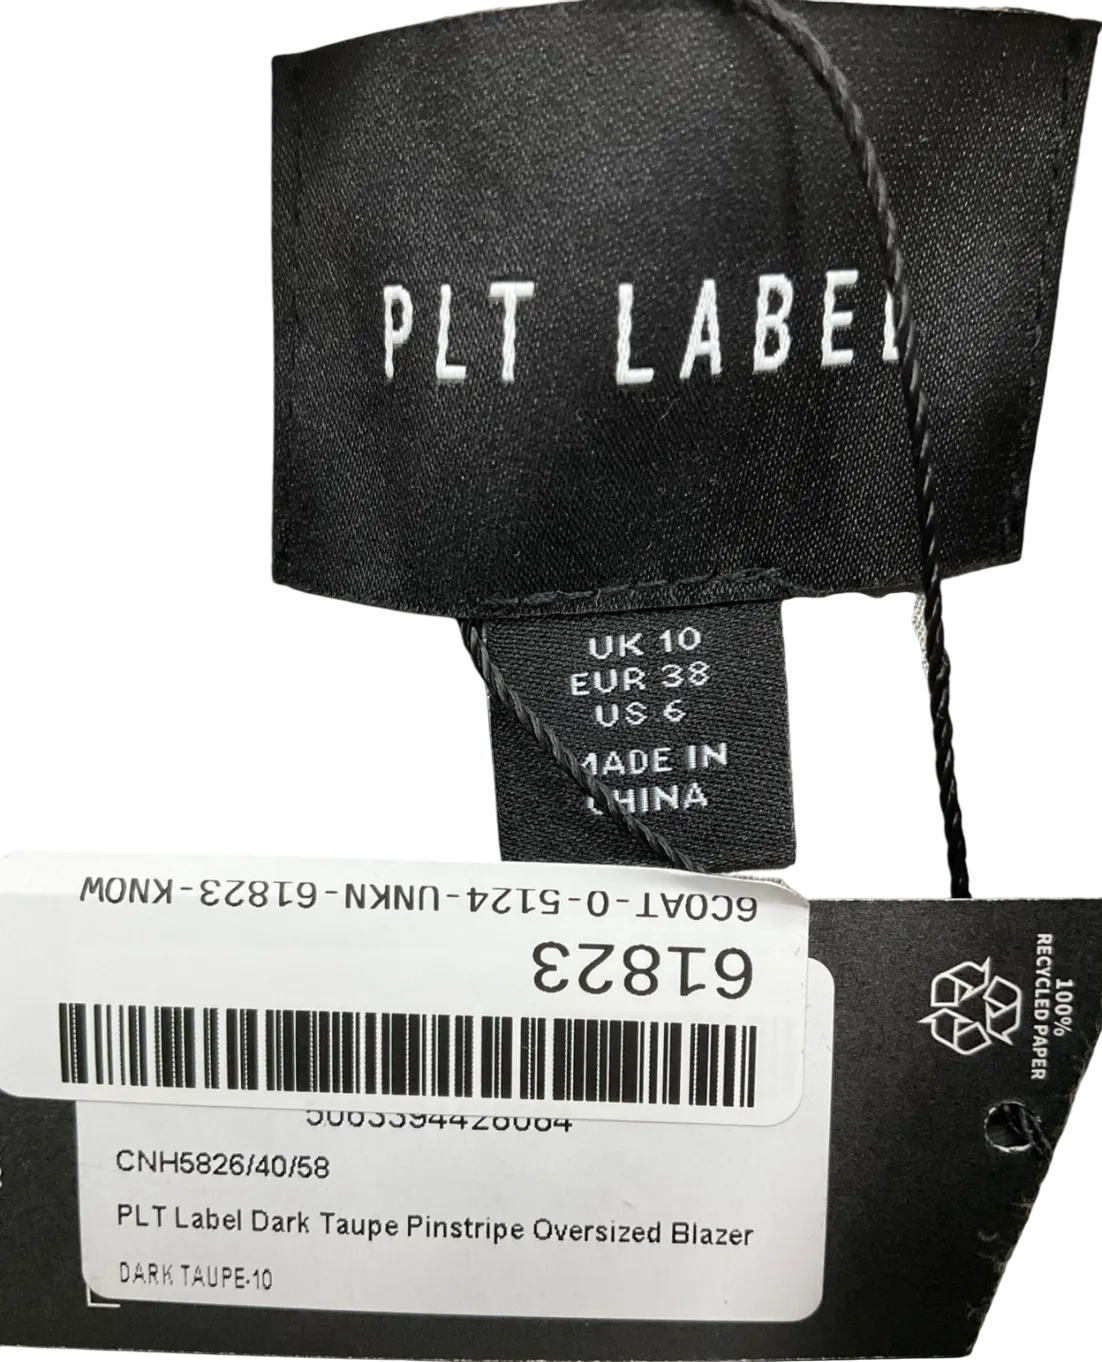 PLT LABEL
UK 10
EUR 38
US 6
MADE IN
CHINA
6COAT-0-5124-UNKN-61823-KNOW
61823
100%
RECYCLED PAPER
CNH5826/40/58
PLT Label Dark Taupe Pinstripe Oversized Blazer
DARK TAUPE-10